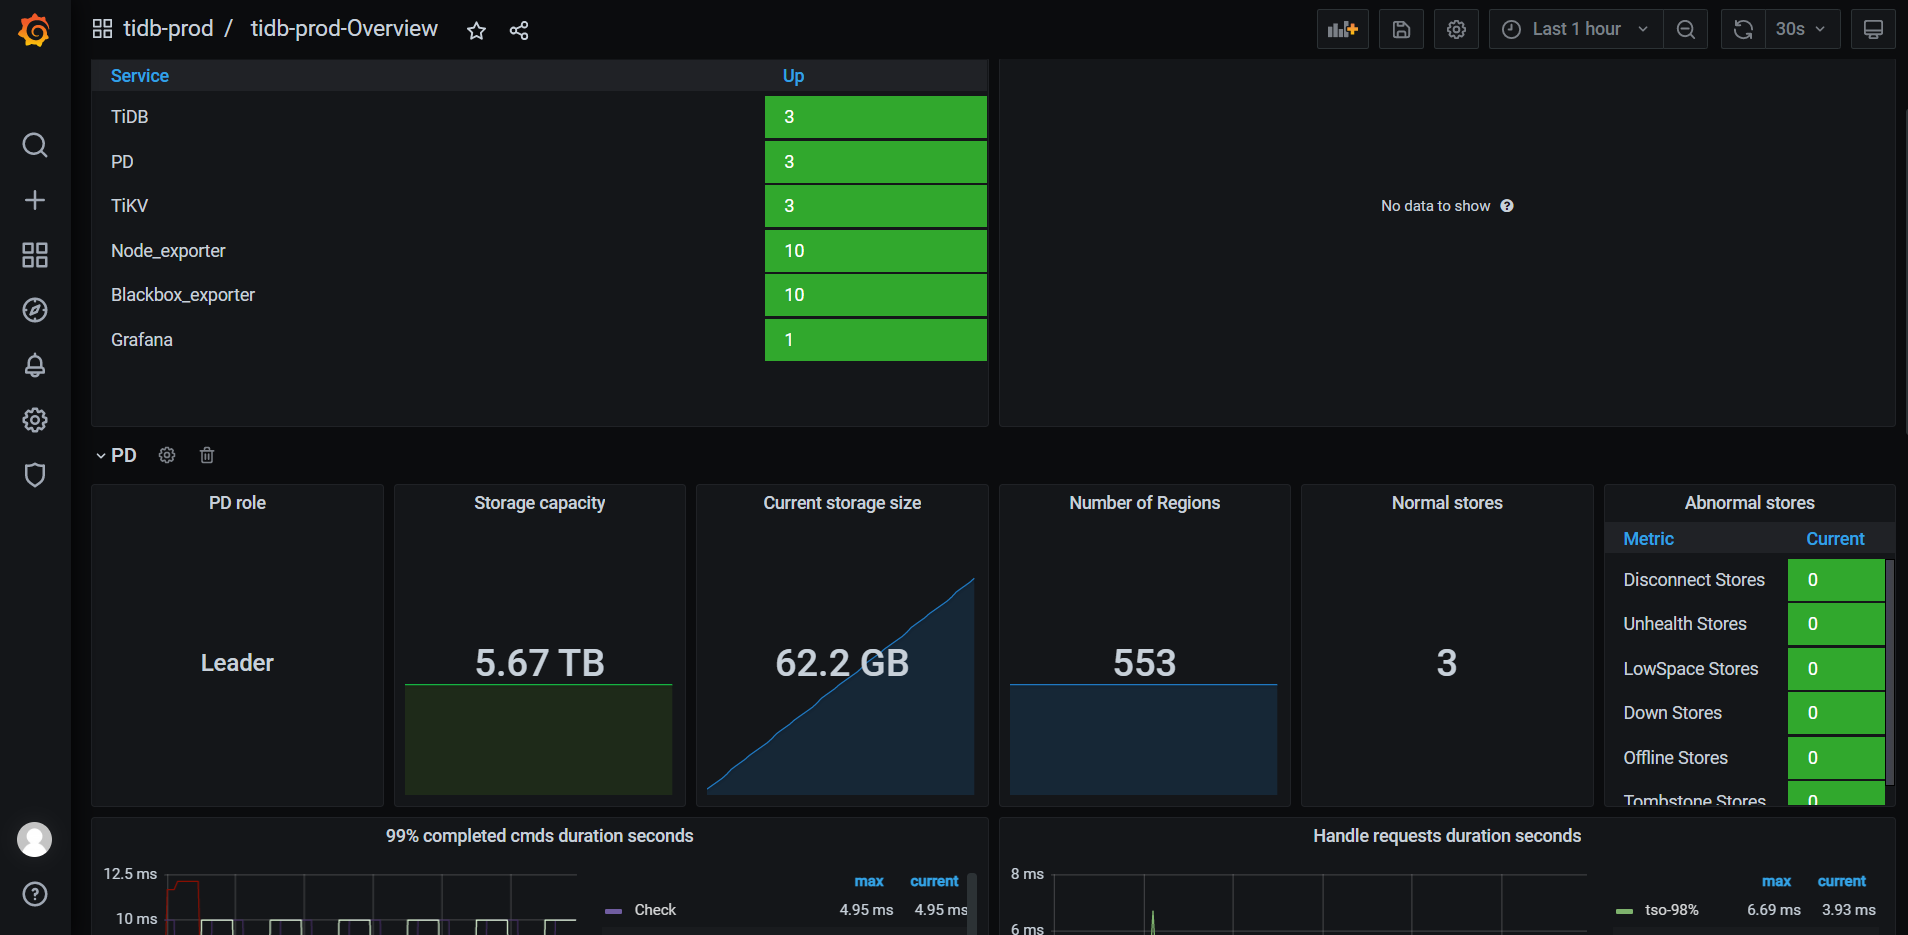 tidb-prod / tidb-prod-Overview
Last 1 hour
30s
Service Up
TiDB 3
PD 3
TiKV 3
Node_exporter 10
Blackbox_exporter 10
Grafana 1
No data to show
PD
PD role
Leader
Storage capacity
5.67 TB
Current storage size
62.2 GB
Number of Regions
553
Normal stores
3
Abnormal stores
Metric Current
Disconnect Stores 0
Unhealth Stores 0
LowSpace Stores 0
Down Stores 0
Offline Stores 0
Tombstone Stores 0
99% completed cmds duration seconds
12.5 ms
10 ms
max current
Check 4.95 ms 4.95 ms
Handle requests duration seconds
8 ms
6 ms
max current
tso-98% 6.69 ms 3.93 ms